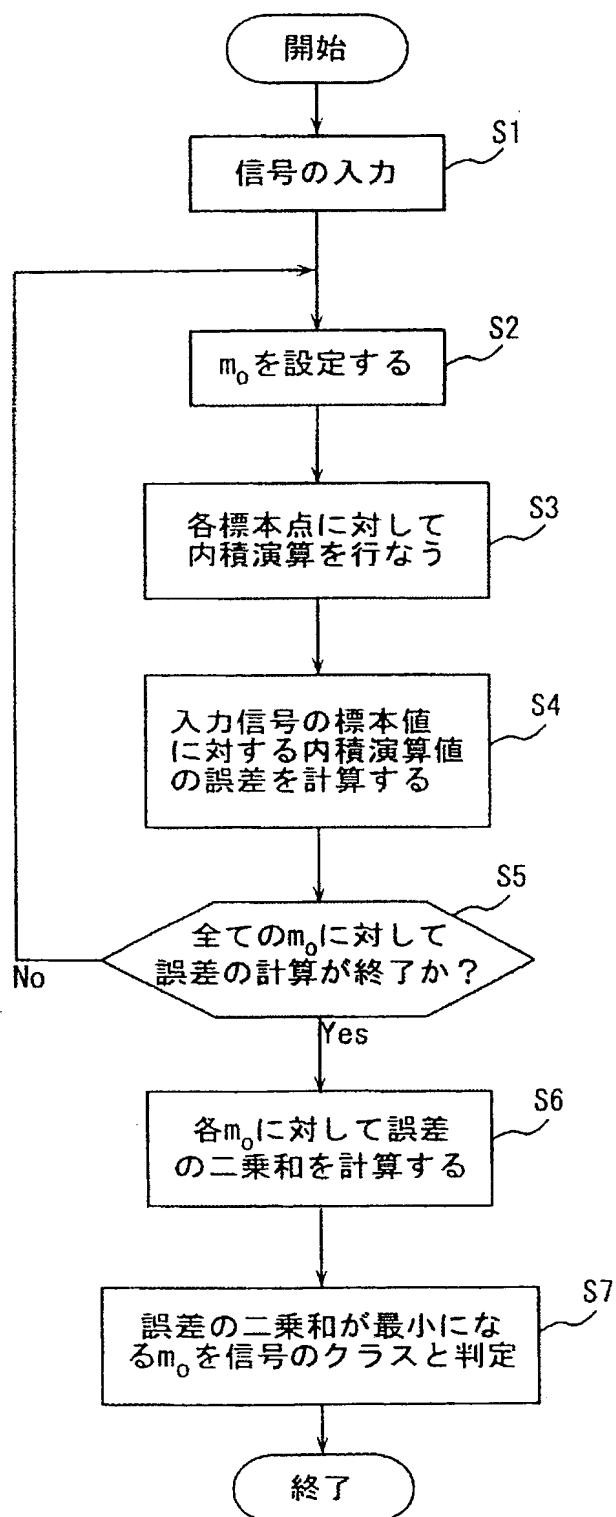 開始
S1
信号の入力
S2
m₀を設定する
S3
各標本点に対して
内積演算を行なう
S4
入力信号の標本値
に対する内積演算値
の誤差を計算する
S5
全てのm₀に対して
誤差の計算が終了か？
No
Yes
S6
各m₀に対して誤差
の二乗和を計算する
S7
誤差の二乗和が最小にな
るm₀を信号のクラスと判定
終了